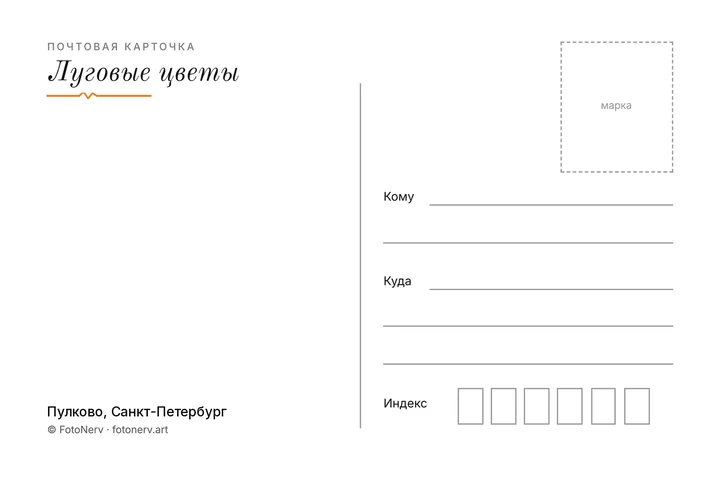 ПОЧТОВАЯ КАРТОЧКА
Луговые цветы
марка
Кому
Куда
Индекс
Пулково, Санкт-Петербург
© FotoNerv · fotonerv.art